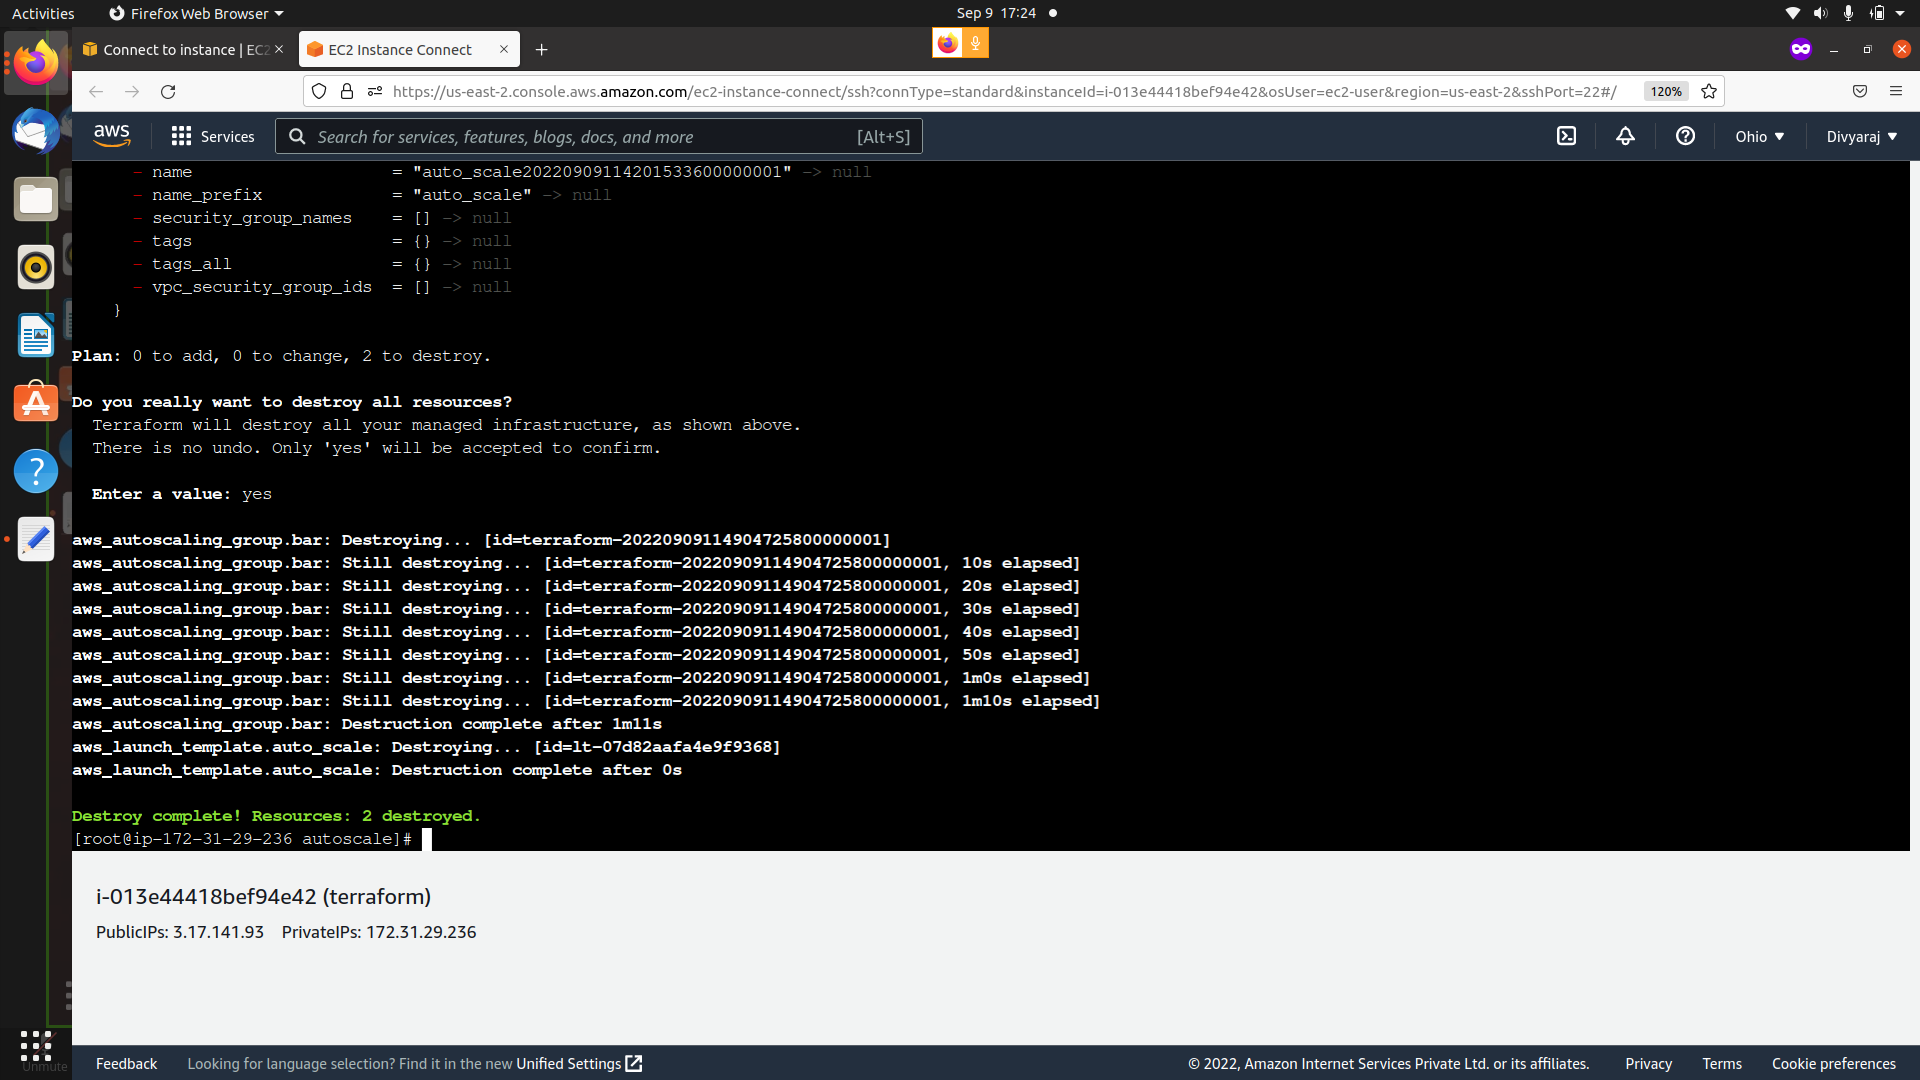 Activities
Firefox Web Browser
Sep 9 17:24
Connect to instance | EC2
EC2 Instance Connect
https://us-east-2.console.aws.amazon.com/ec2-instance-connect/ssh?connType=standard&instanceId=i-013e44418bef94e42&osUser=ec2-user&region=us-east-2&sshPort=22#/
120%
aws
Services
Search for services, features, blogs, docs, and more
[Alt+S]
Ohio
Divyaraj
- name = "auto_scale20220909114201533600000001" -> null
- name_prefix = "auto_scale" -> null
- security_group_names = [] -> null
- tags = {} -> null
- tags_all = {} -> null
- vpc_security_group_ids = [] -> null
}
Plan: 0 to add, 0 to change, 2 to destroy.
Do you really want to destroy all resources?
Terraform will destroy all your managed infrastructure, as shown above.
There is no undo. Only 'yes' will be accepted to confirm.
Enter a value: yes
aws_autoscaling_group.bar: Destroying... [id=terraform-20220909114904725800000001]
aws_autoscaling_group.bar: Still destroying... [id=terraform-20220909114904725800000001, 10s elapsed]
aws_autoscaling_group.bar: Still destroying... [id=terraform-20220909114904725800000001, 20s elapsed]
aws_autoscaling_group.bar: Still destroying... [id=terraform-20220909114904725800000001, 30s elapsed]
aws_autoscaling_group.bar: Still destroying... [id=terraform-20220909114904725800000001, 40s elapsed]
aws_autoscaling_group.bar: Still destroying... [id=terraform-20220909114904725800000001, 50s elapsed]
aws_autoscaling_group.bar: Still destroying... [id=terraform-20220909114904725800000001, 1m0s elapsed]
aws_autoscaling_group.bar: Still destroying... [id=terraform-20220909114904725800000001, 1m10s elapsed]
aws_autoscaling_group.bar: Destruction complete after 1m11s
aws_launch_template.auto_scale: Destroying... [id=lt-07d82aafa4e9f9368]
aws_launch_template.auto_scale: Destruction complete after 0s
Destroy complete! Resources: 2 destroyed.
[root@ip-172-31-29-236 autoscale]#
i-013e44418bef94e42 (terraform)
PublicIPs: 3.17.141.93 PrivateIPs: 172.31.29.236
Unmute
Feedback
Looking for language selection? Find it in the new Unified Settings
© 2022, Amazon Internet Services Private Ltd. or its affiliates.
Privacy
Terms
Cookie preferences